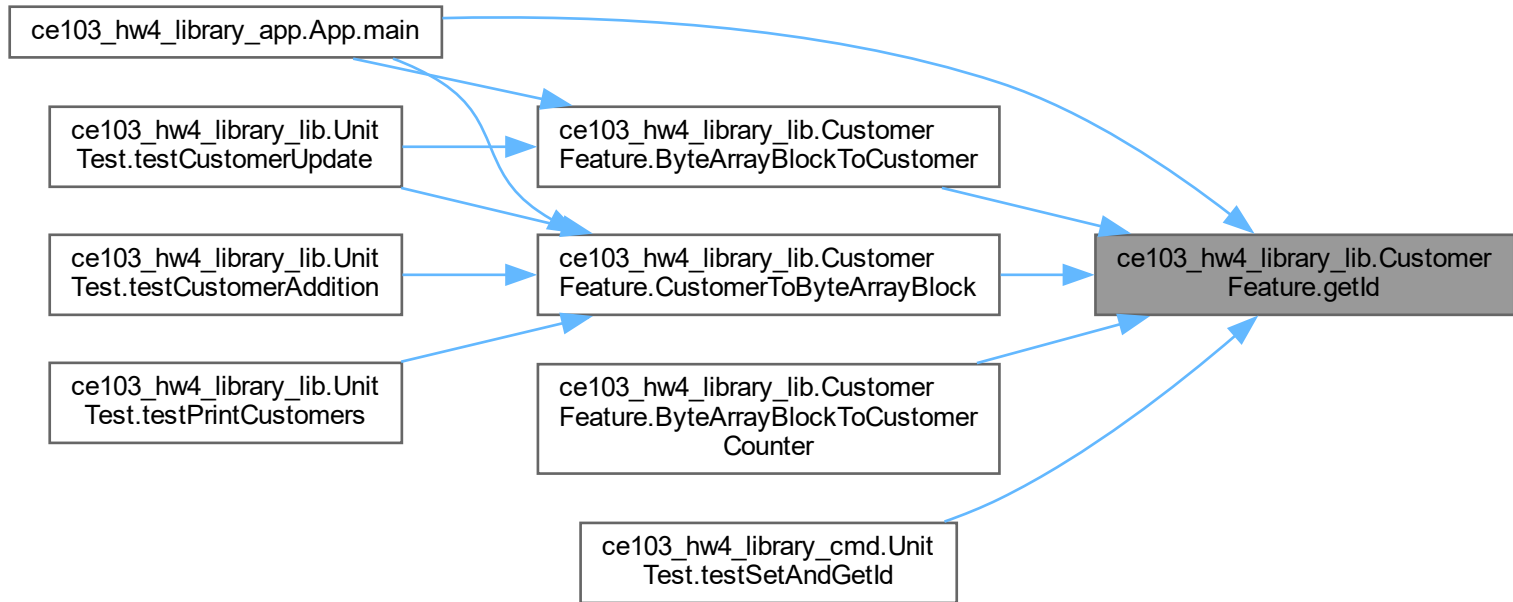 ce103_hw4_library_app.App.main
ce103_hw4_library_lib.Unit
Test.testCustomerUpdate
ce103_hw4_library_lib.Customer
Feature.ByteArrayBlockToCustomer
ce103_hw4_library_lib.Unit
Test.testCustomerAddition
ce103_hw4_library_lib.Customer
Feature.CustomerToByteArrayBlock
ce103_hw4_library_lib.Customer
Feature.getId
ce103_hw4_library_lib.Unit
Test.testPrintCustomers
ce103_hw4_library_lib.Customer
Feature.ByteArrayBlockToCustomer
Counter
ce103_hw4_library_cmd.Unit
Test.testSetAndGetId